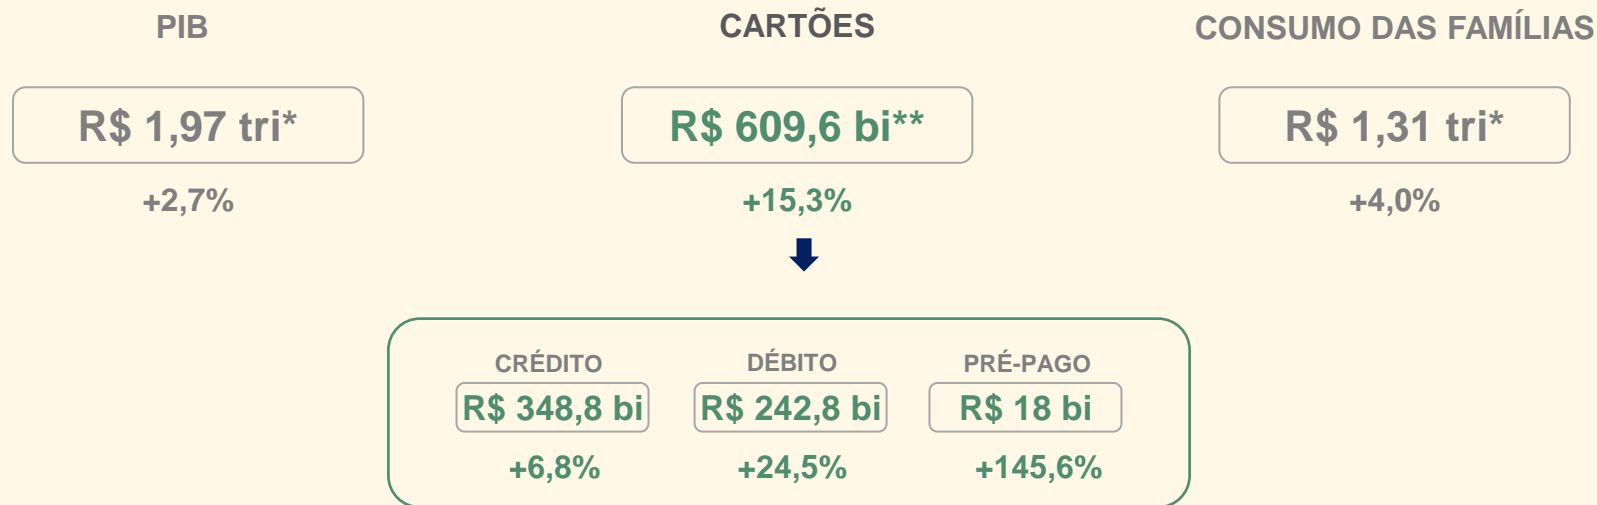 PIB
CARTÕES
CONSUMO DAS FAMÍLIAS
R$ 1,97 tri*
R$ 609,6 bi**
R$ 1,31 tri*
+2,7%
+15,3%
+4,0%
CRÉDITO
DÉBITO
PRÉ-PAGO
R$ 348,8 bi
R$ 242,8 bi
R$ 18 bi
+6,8%
+24,5%
+145,6%